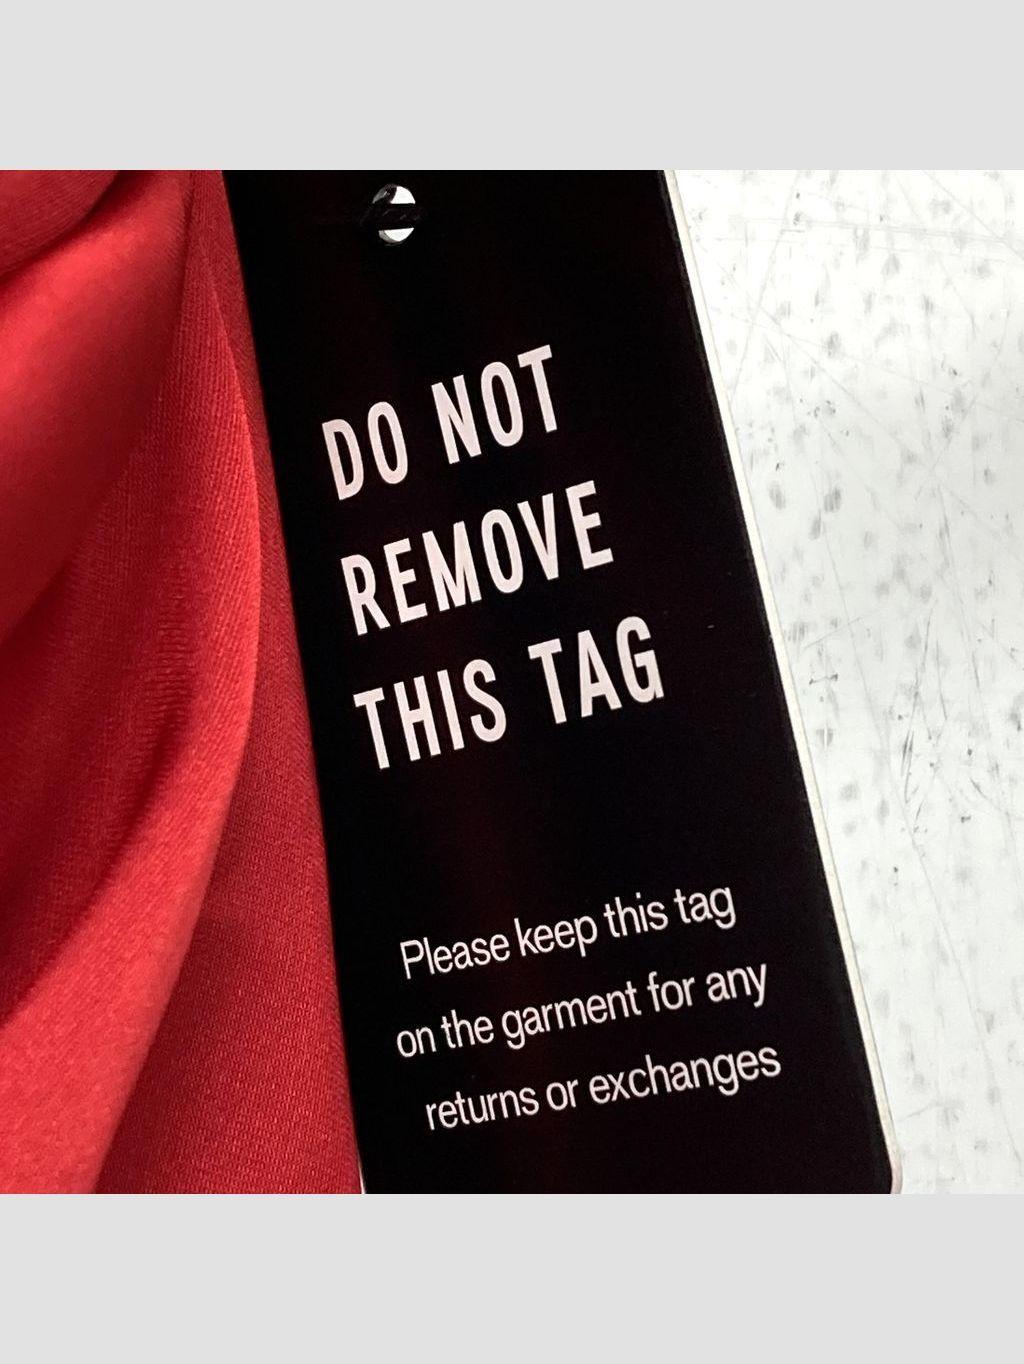 DO NOT
REMOVE
THIS TAG
Please keep this tag
on the garment for any
returns or exchanges